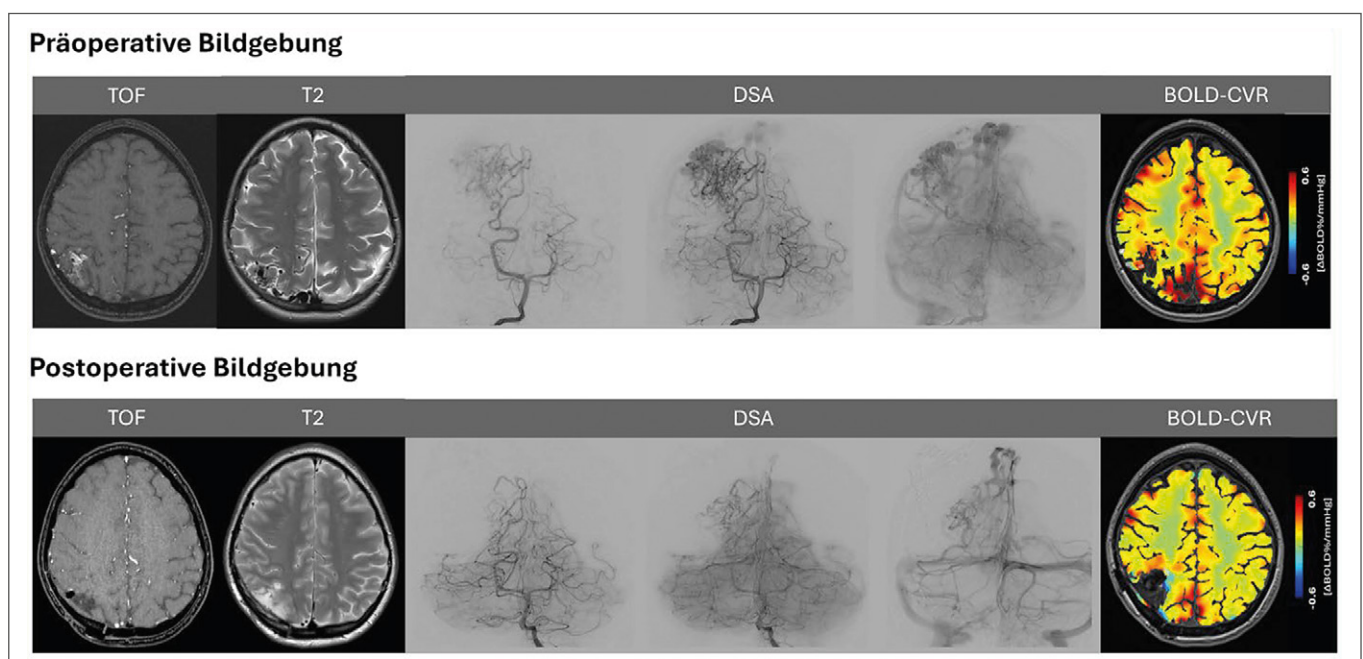 Präoperative Bildgebung
TOF T2 DSA BOLD-CVR
0.6
-0.6
[ΔBOLD%/mmHg]
Postoperative Bildgebung
TOF T2 DSA BOLD-CVR
0.6
-0.6
[ΔBOLD%/mmHg]